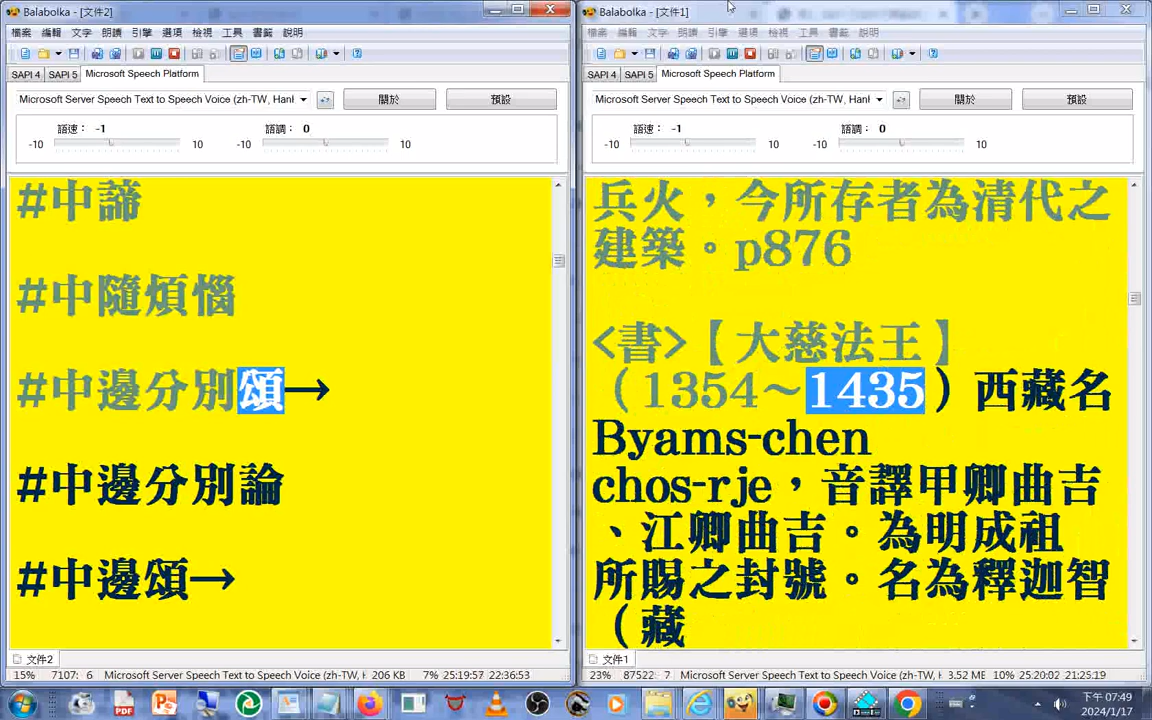 Balabolka - [文件2]
檔案 編輯 文字 朗讀 引擎 選項 檢視 工具 書籤 說明
SAPI 4 SAPI 5 Microsoft Speech Platform
Microsoft Server Speech Text to Speech Voice (zh-TW, Hanl 關於 預設
語速： -1 語調： 0
-10 10 -10 10
#中諦
#中隨煩惱
#中邊分別頌→
#中邊分別論
#中邊頌→
文件2
15% 7107: 6 Microsoft Server Speech Text to Speech Voice (zh-TW, H 206 KB 7% 25:19:57 22:36:53
Balabolka - [文件1]
檔案 編輯 文字 朗讀 引擎 選項 檢視 工具 書籤 說明
SAPI 4 SAPI 5 Microsoft Speech Platform
Microsoft Server Speech Text to Speech Voice (zh-TW, Hanl 關於 預設
語速： -1 語調： 0
-10 10 -10 10
兵火，今所存者為清代之
建築。p876
<書>【大慈法王】
（1354～1435）西藏名
Byams-chen
chos-rje，音譯甲卿曲吉
、江卿曲吉。為明成祖
所賜之封號。名為釋迦智
（藏
文件1
23% 87522: 7 Microsoft Server Speech Text to Speech Voice (zh-TW, H 3.52 ME 10% 25:20:02 21:25:19
下午 07:49
2024/1/17